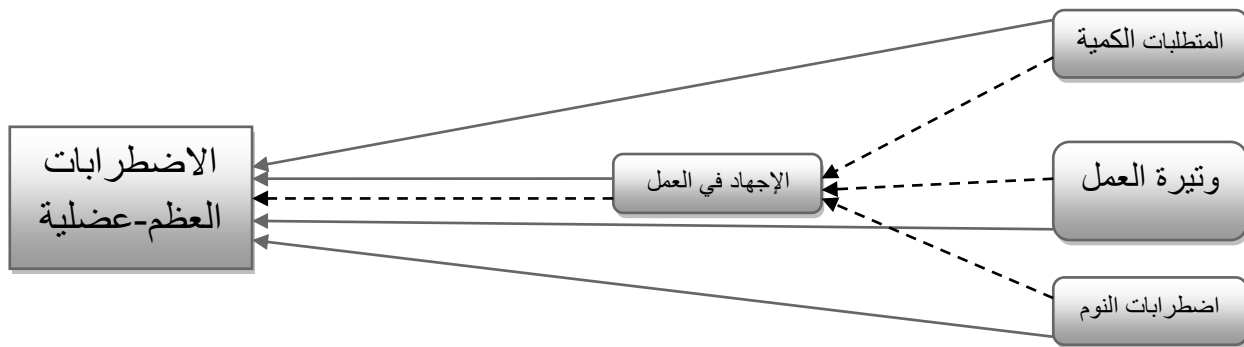 المتطلبات الكمية
وتيرة العمل
اضطرابات النوم
الإجهاد في العمل
الاضطرابات
العظم-عضلية